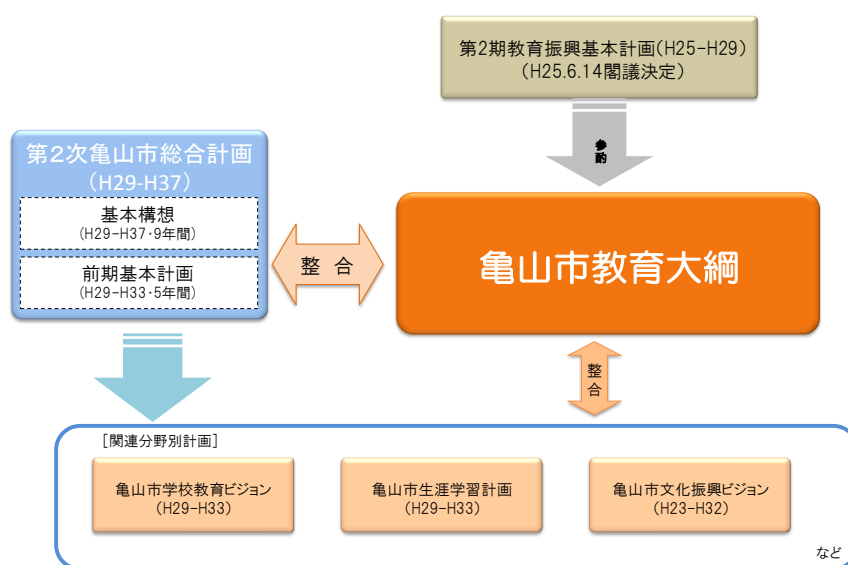 第2期教育振興基本計画(H25-H29)
(H25.6.14閣議決定)
参酌
第2次亀山市総合計画
(H29-H37)
基本構想
(H29-H37・9年間)
前期基本計画
(H29-H33・5年間)
整 合
亀山市教育大綱
整合
[関連分野別計画]
亀山市学校教育ビジョン
(H29-H33)
亀山市生涯学習計画
(H29-H33)
亀山市文化振興ビジョン
(H23-H32)
など